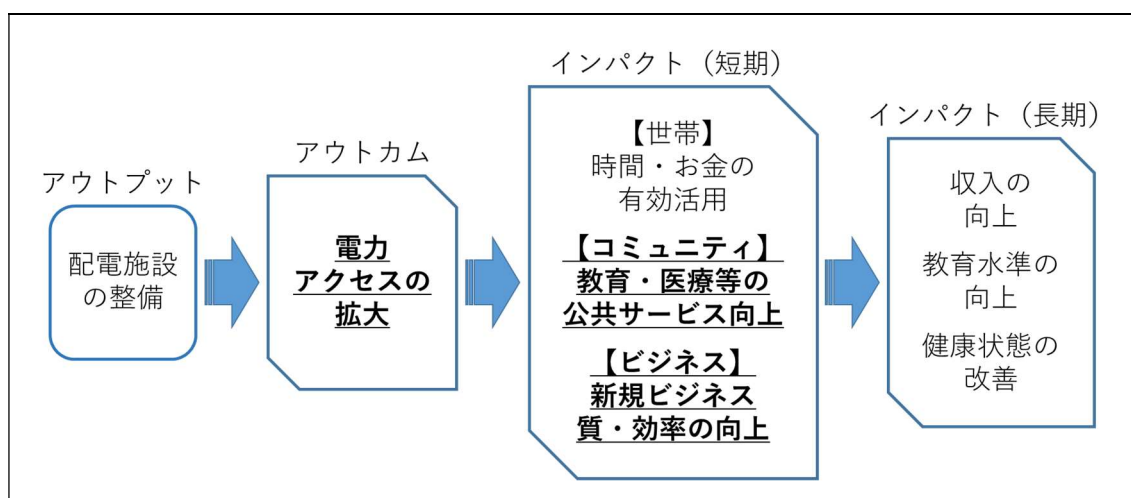 アウトプット
配電施設
の整備
アウトカム
電力
アクセスの
拡大
インパクト（短期）
【世帯】
時間・お金の
有効活用
【コミュニティ】
教育・医療等の
公共サービス向上
【ビジネス】
新規ビジネス
質・効率の向上
インパクト（長期）
収入の
向上
教育水準の
向上
健康状態の
改善